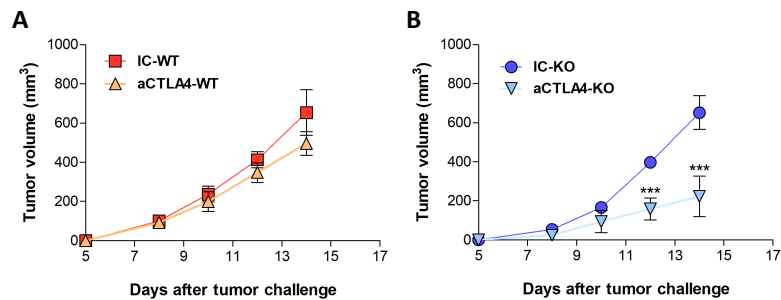 A
B
1000
800
600
400
200
0
Tumor volume (mm³)
IC-WT
aCTLA4-WT
5 7 9 11 13 15 17
Days after tumor challenge
1000
800
600
400
200
0
Tumor volume (mm³)
IC-KO
aCTLA4-KO
***
***
5 7 9 11 13 15 17
Days after tumor challenge